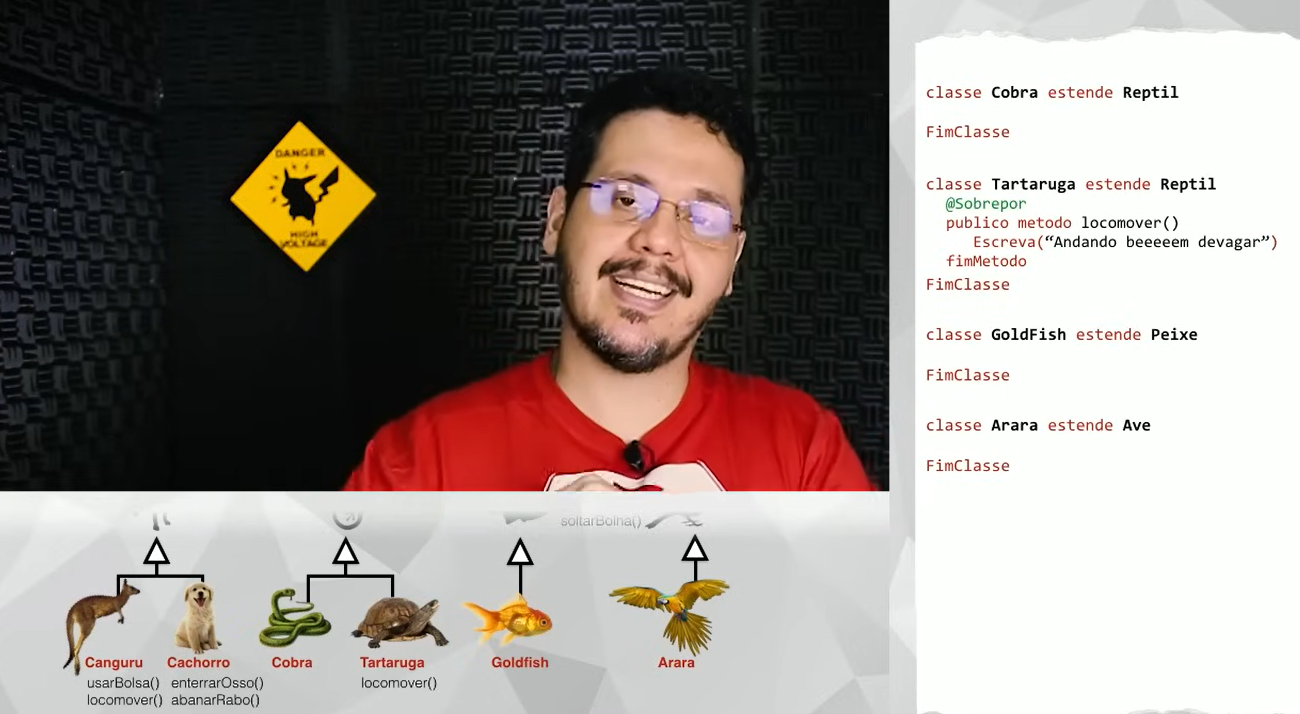 DANGER
HIGH
VOLTAGE
classe Cobra estende Reptil
FimClasse
classe Tartaruga estende Reptil
@Sobrepor
publico metodo locomover()
Escreva(“Andando beeeeem devagar”)
fimMetodo
FimClasse
classe GoldFish estende Peixe
FimClasse
classe Arara estende Ave
FimClasse
soltarBolha()
Canguru Cachorro Cobra Tartaruga Goldfish Arara
usarBolsa() enterrarOsso() locomover()
locomover() abanarRabo()